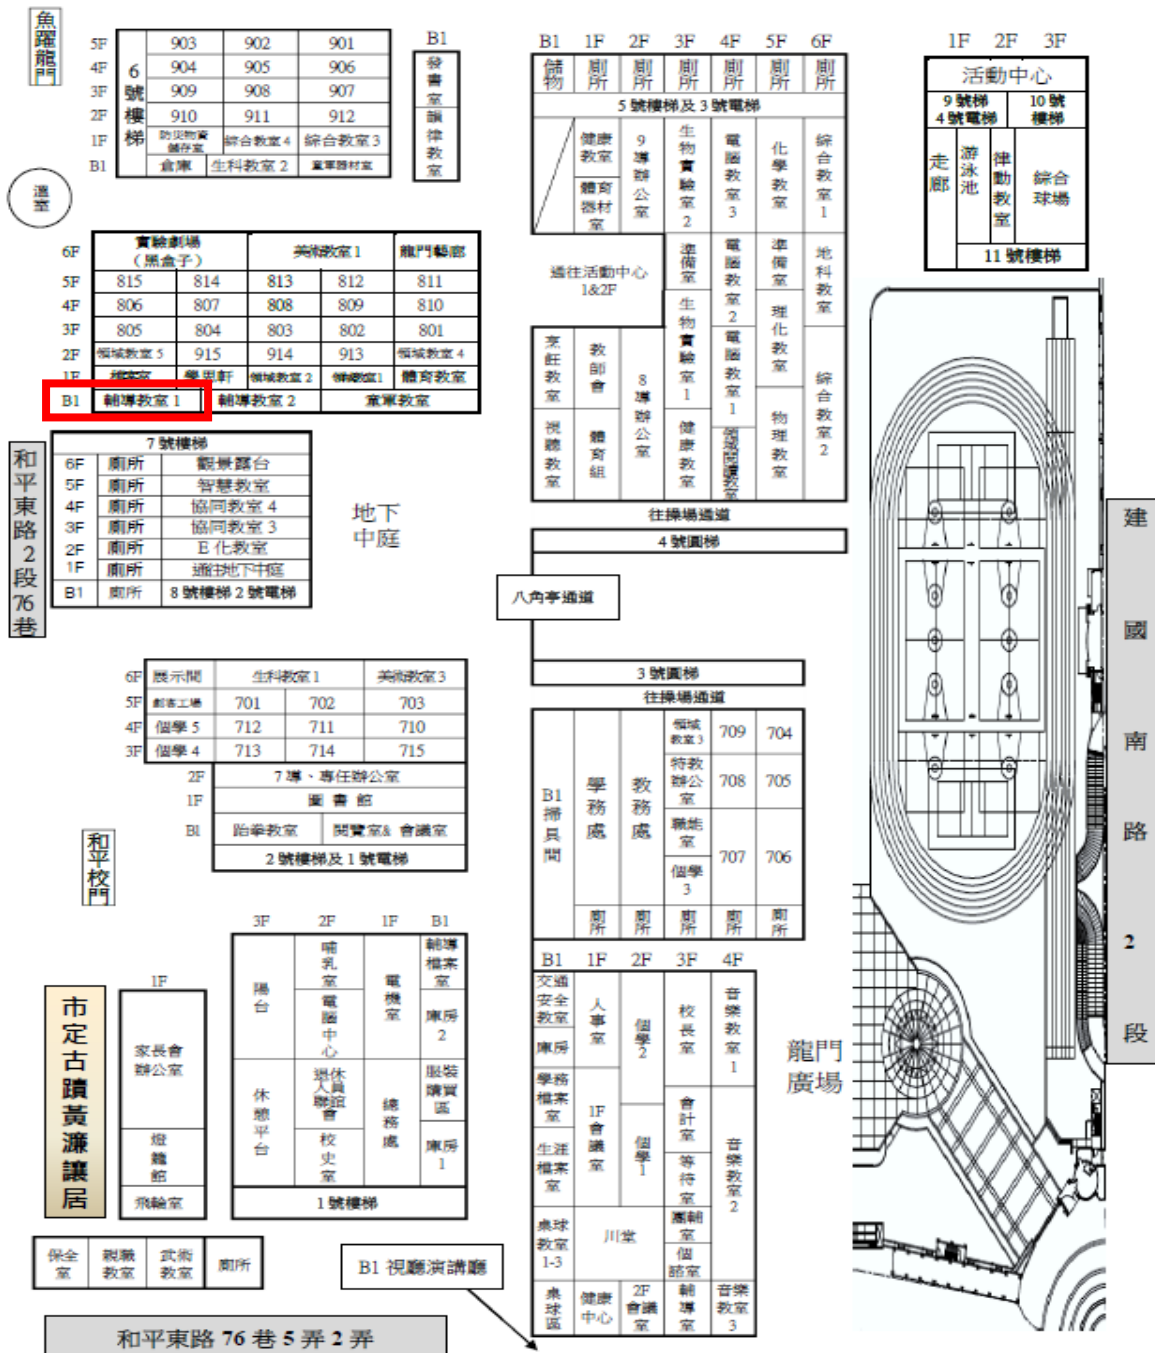 魚躍龍門
5F 6號樓梯 903 902 901
4F 904 905 906
3F 909 908 907
2F 910 911 912
1F 防災物資儲存室 綜合教室4 綜合教室3
B1 倉庫 生科教室2 童軍器材室
B1
發書室
韻律教室
溫室
6F 實驗劇場（黑盒子） 美術教室1 龍門藝廊
5F 815 814 813 812 811
4F 806 807 808 809 810
3F 805 804 803 802 801
2F 領域教室5 915 914 913 領域教室4
1F 學思軒 領域教室2 領域教室1 體育教室
B1 輔導教室1 輔導教室2 童軍教室
和平東路2段76巷
7號樓梯
6F 廁所 觀景露台
5F 廁所 智慧教室
4F 廁所 協同教室4
3F 廁所 協同教室3
2F 廁所 E化教室
1F 廁所 通往地下中庭
B1 廁所 8號樓梯2號電梯
地下中庭
B1 1F 2F 3F 4F 5F 6F
儲物 廁所 廁所 廁所 廁所 廁所 廁所
5號樓梯及3號電梯
健康教室
體育器材室
9導辦公室
生物實驗室2
電腦教室3
化學教室
綜合教室1
通往活動中心1&2F
準備室
電腦教室2
準備室
地科教室
生物實驗室1
理化教室
烹飪教室
教師會
8導辦公室
電腦教室1
綜合教室2
視聽教室
體育組
健康教室
領域閱讀教室
物理教室
往操場通道
4號圓梯
八角亭通道
3號圓梯
往操場通道
1F 2F 3F
活動中心
9號梯4號電梯
10號樓梯
走廊
游泳池
律動教室
綜合球場
11號樓梯
6F 展示間 生科教室1 美術教室3
5F 創客工場 701 702 703
4F 個學5 712 711 710
3F 個學4 713 714 715
2F 7導、專任辦公室
1F 圖書館
B1 跆拳教室 閱覽室&會議室
2號樓梯及1號電梯
和平校門
B1掃具間
學務處
教務處
領域教室3 709 704
特教辦公室 708 705
職能室 707 706
個學3
廁所 廁所 廁所 廁所 廁所
3F 2F 1F B1
陽台
哺乳室
電機室
輔導檔案室
電腦中心
庫房2
休憩平台
退休人員聯誼會
總務處
服裝購買區
校史室
庫房1
1號樓梯
1F
家長會辦公室
燈籠館
飛輪室
市定古蹟黃濂讓居
保全室 親職教室 武術教室 廁所
B1 1F 2F 3F 4F
交通安全教室
人事室
個學2
校長室
音樂教室1
庫房
學務檔案室
1F會議室
會計室
音樂教室2
生涯檔案室
個學1
等待室
桌球教室1-3
川堂
團輔室
個諮室
桌球區
健康中心
2F會議室
輔導室
音樂教室3
B1 視廳演講廳
龍門廣場
建國南路2段
和平東路76巷5弄2弄